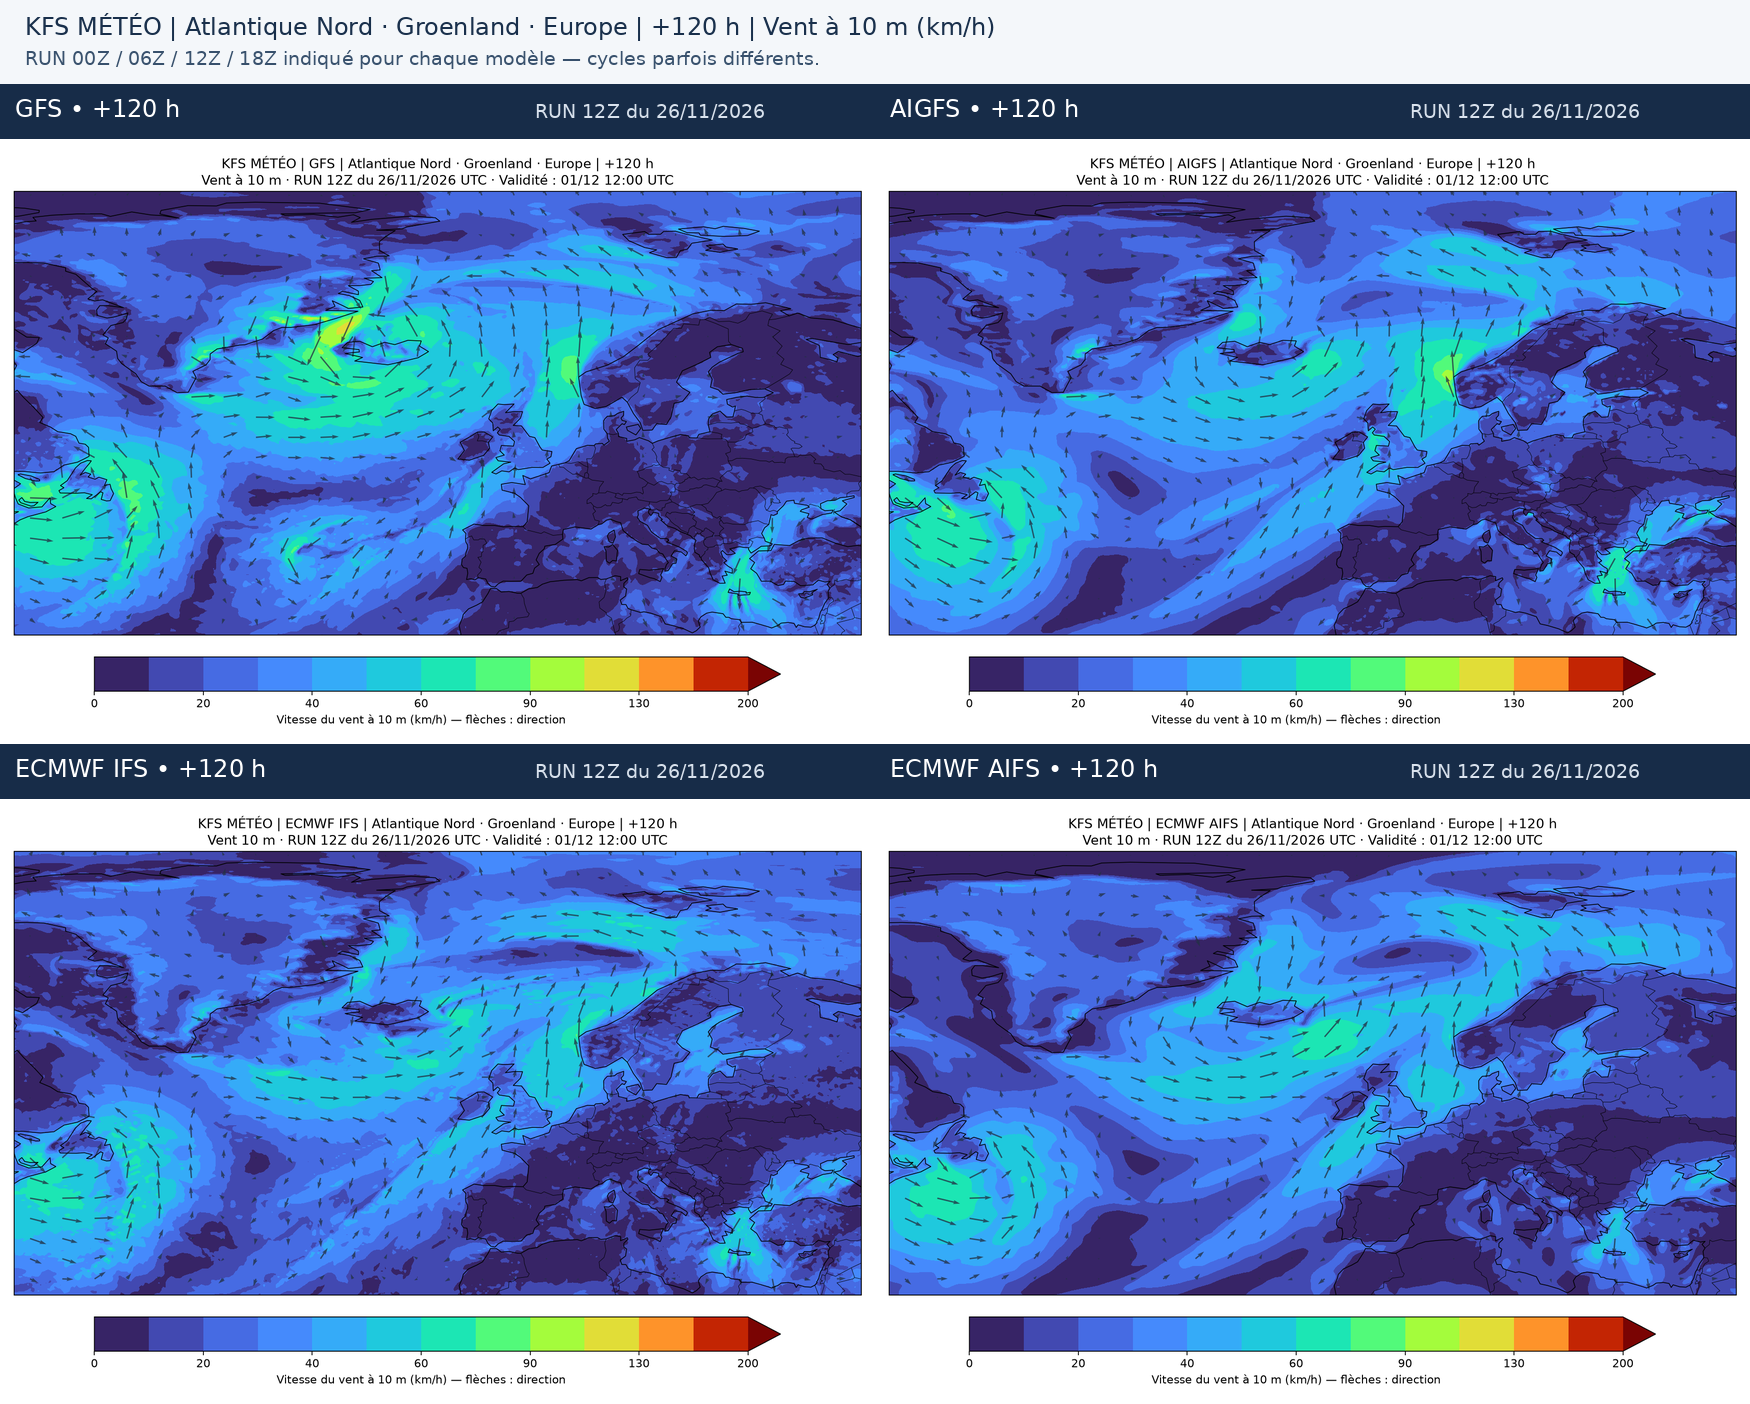 KFS MÉTÉO | Atlantique Nord · Groenland · Europe | +120 h | Vent à 10 m (km/h)
RUN 00Z / 06Z / 12Z / 18Z indiqué pour chaque modèle — cycles parfois différents.
GFS • +120 h RUN 12Z du 26/11/2026
KFS MÉTÉO | GFS | Atlantique Nord · Groenland · Europe | +120 h
Vent à 10 m · RUN 12Z du 26/11/2026 UTC · Validité : 01/12 12:00 UTC
0 20 40 60 90 130 200
Vitesse du vent à 10 m (km/h) — flèches : direction
AIGFS • +120 h RUN 12Z du 26/11/2026
KFS MÉTÉO | AIGFS | Atlantique Nord · Groenland · Europe | +120 h
Vent à 10 m · RUN 12Z du 26/11/2026 UTC · Validité : 01/12 12:00 UTC
0 20 40 60 90 130 200
Vitesse du vent à 10 m (km/h) — flèches : direction
ECMWF IFS • +120 h RUN 12Z du 26/11/2026
KFS MÉTÉO | ECMWF IFS | Atlantique Nord · Groenland · Europe | +120 h
Vent 10 m · RUN 12Z du 26/11/2026 UTC · Validité : 01/12 12:00 UTC
0 20 40 60 90 130 200
Vitesse du vent à 10 m (km/h) — flèches : direction
ECMWF AIFS • +120 h RUN 12Z du 26/11/2026
KFS MÉTÉO | ECMWF AIFS | Atlantique Nord · Groenland · Europe | +120 h
Vent 10 m · RUN 12Z du 26/11/2026 UTC · Validité : 01/12 12:00 UTC
0 20 40 60 90 130 200
Vitesse du vent à 10 m (km/h) — flèches : direction